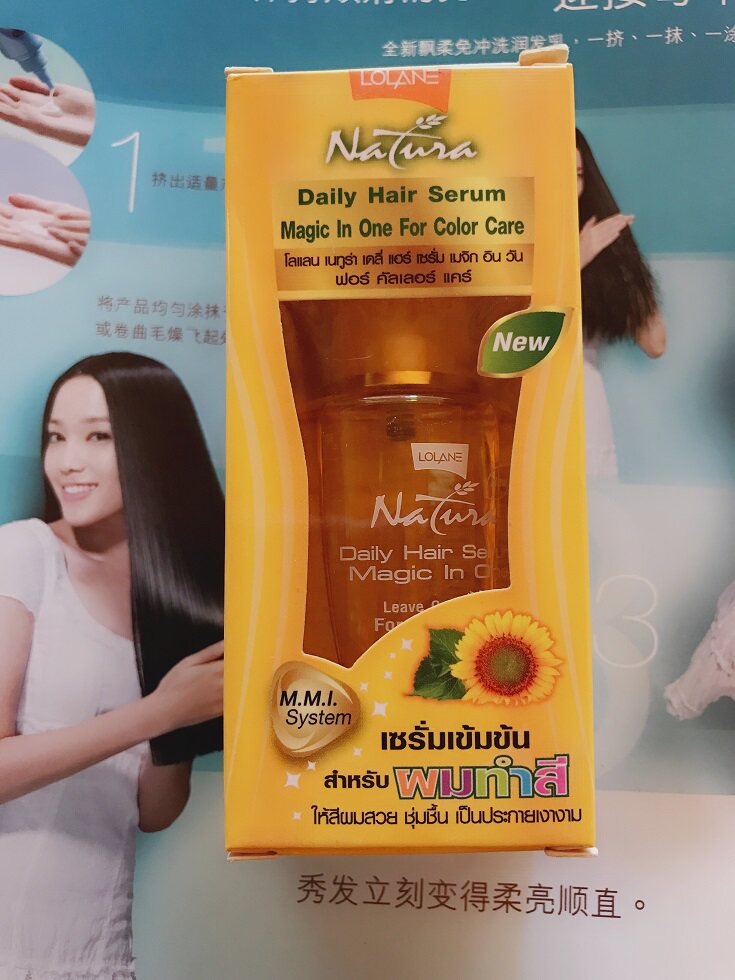 全新飘柔免冲洗润发乳，一挤、一抹、一涂
1
挤出适量
将产品均匀涂抹
或卷曲毛燥飞起
3
LOLANE
Natura
Daily Hair Serum
Magic In One For Color Care
โลแลน เนทูร่า เดลี่ แฮร์ เซรั่ม เมจิก อิน วัน
ฟอร์ คัลเลอร์ แคร์
New
LOLANE
Natura
Daily Hair
Magic In
Leave
M.M.I.
System
เซรั่มเข้มข้น
สำหรับ ผมทำสี
ให้สีผมสวย ชุ่มชื้น เป็นประกายเงางาม
秀发立刻变得柔亮顺直。